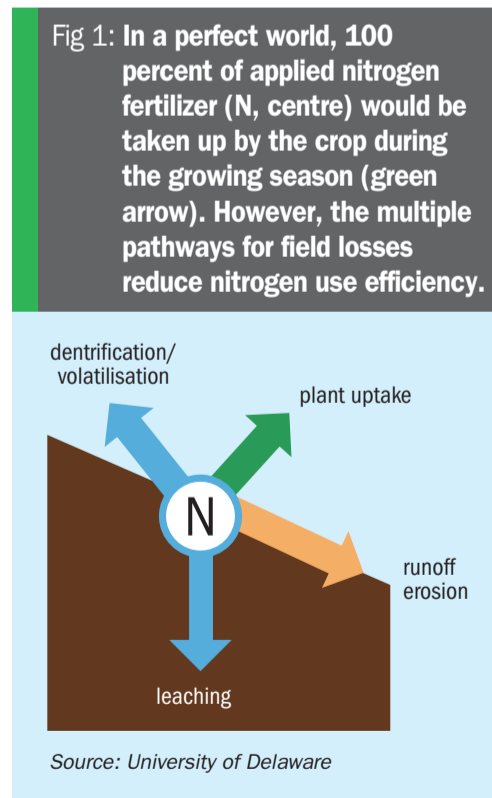 Fig 1: In a perfect world, 100
percent of applied nitrogen
fertilizer (N, centre) would be
taken up by the crop during
the growing season (green
arrow). However, the multiple
pathways for field losses
reduce nitrogen use efficiency.
dentrification/
volatilisation
plant uptake
N
runoff
erosion
leaching
Source: University of Delaware